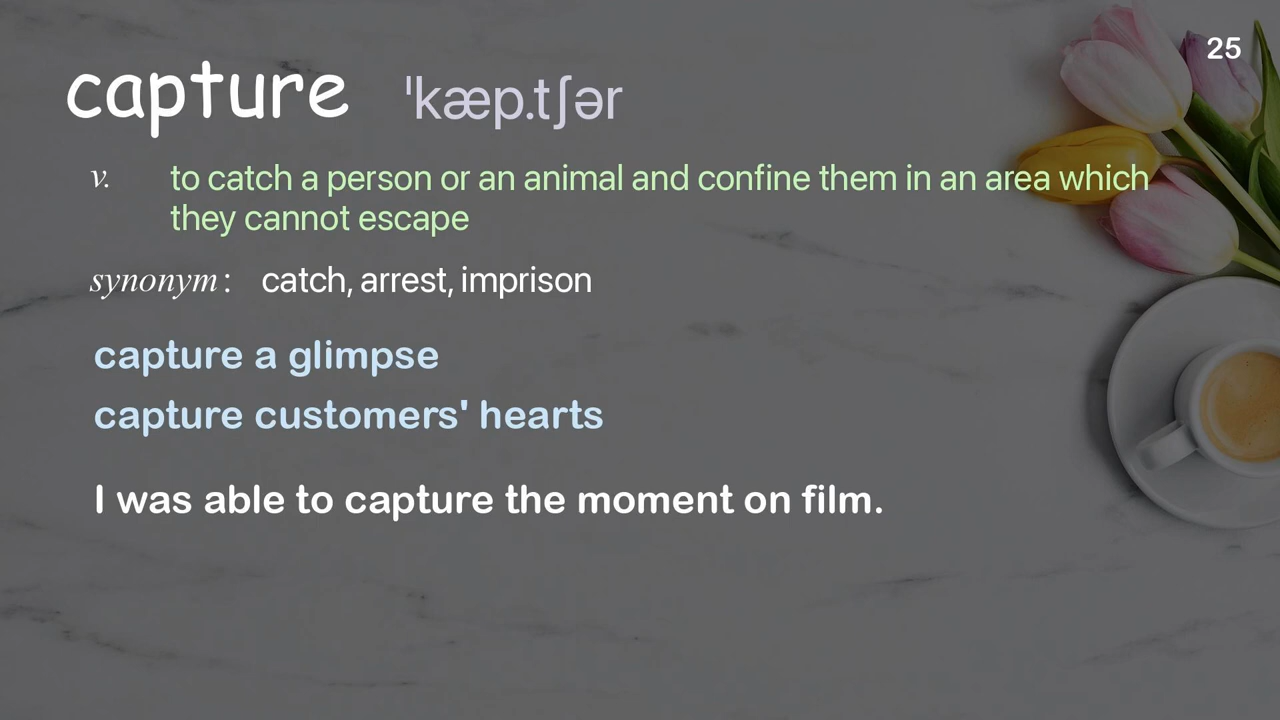 25
capture ˈkæp.tʃər
v. to catch a person or an animal and confine them in an area which
they cannot escape
synonym: catch, arrest, imprison
capture a glimpse
capture customers' hearts
I was able to capture the moment on film.